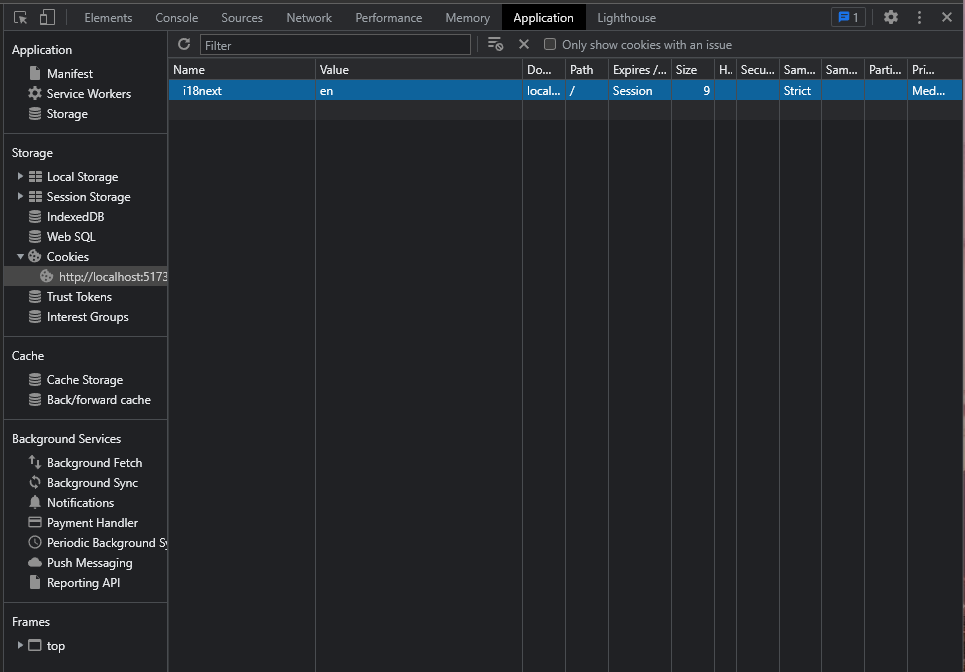 Elements Console Sources Network Performance Memory Application Lighthouse 1
Application
Manifest
Service Workers
Storage
Storage
Local Storage
Session Storage
IndexedDB
Web SQL
Cookies
http://localhost:5173
Trust Tokens
Interest Groups
Cache
Cache Storage
Back/forward cache
Background Services
Background Fetch
Background Sync
Notifications
Payment Handler
Periodic Background Sy
Push Messaging
Reporting API
Frames
top
Filter Only show cookies with an issue
Name Value Do... Path Expires /... Size H.. Secu... Sam... Sam... Parti... Pri...
i18next en local... / Session 9 Strict Med...